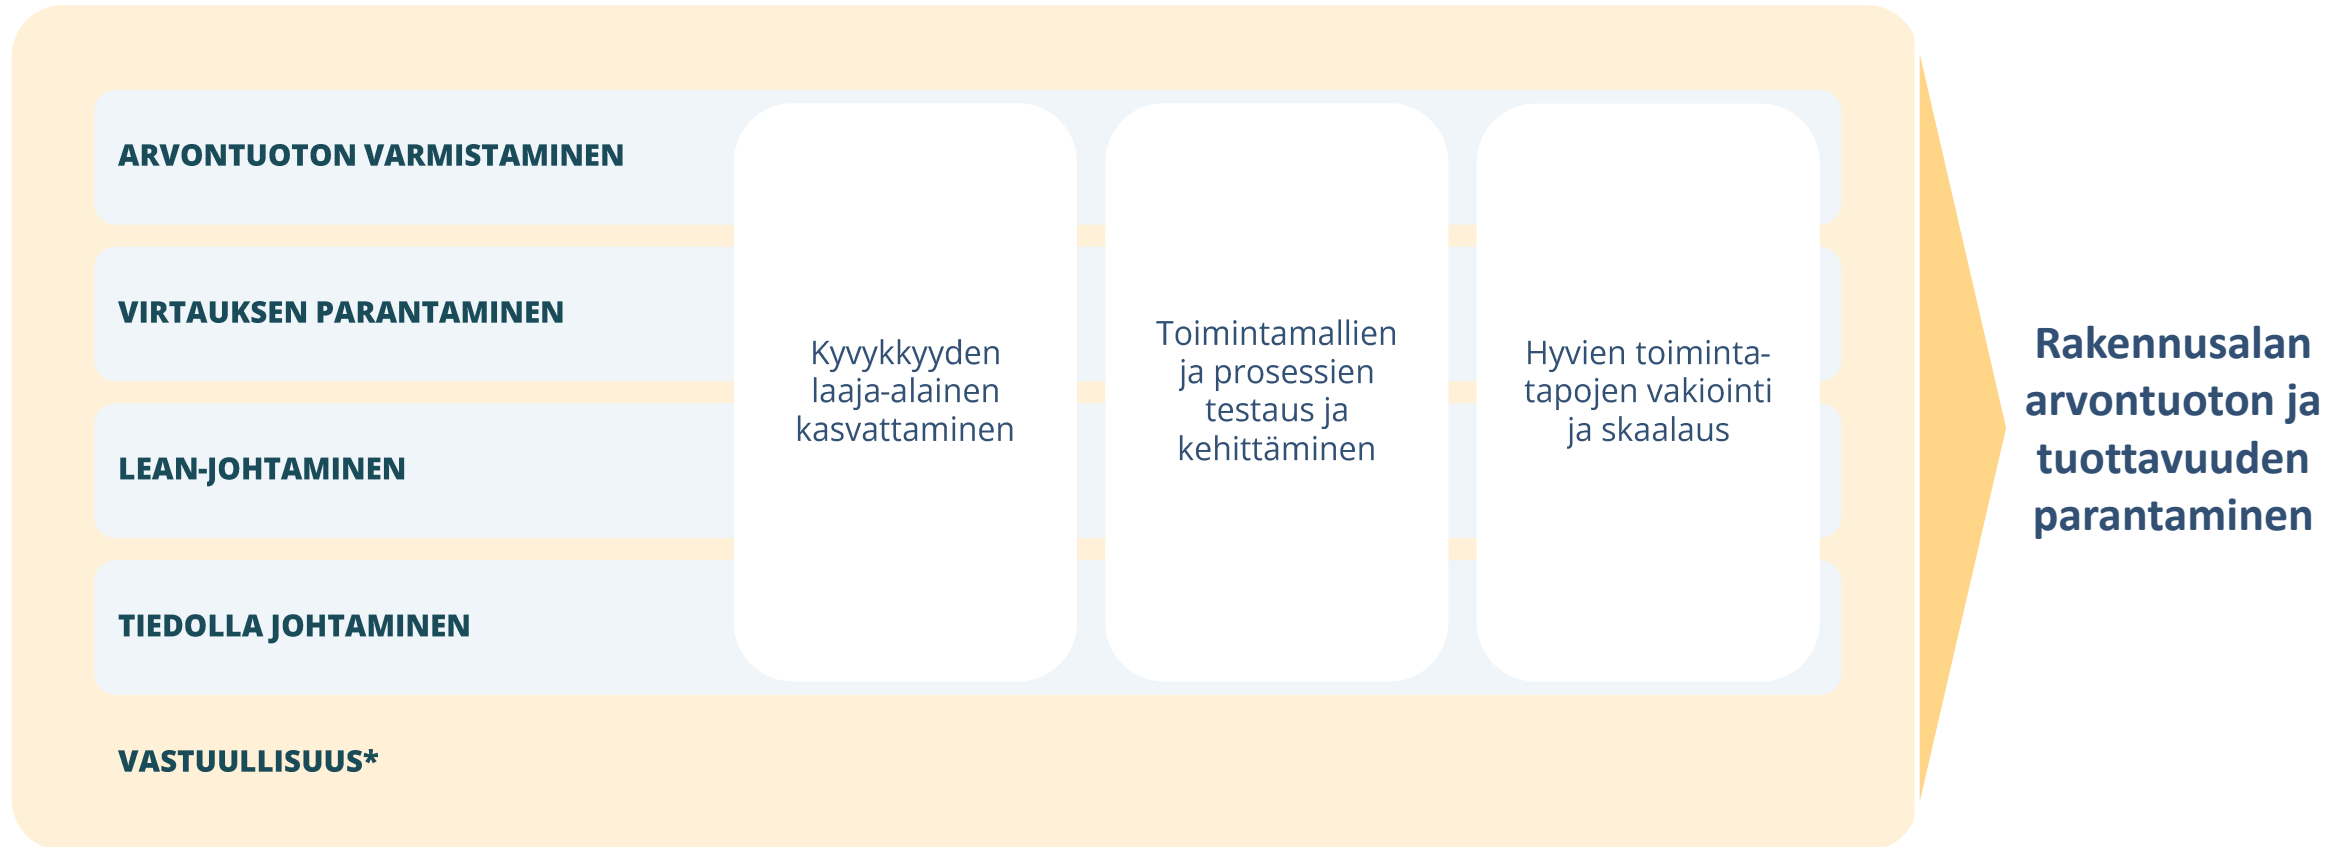 ARVONTUOTON VARMISTAMINEN
VIRTAUKSEN PARANTAMINEN
LEAN-JOHTAMINEN
TIEDOLLA JOHTAMINEN
VASTUULLISUUS*
Kyvykkyyden
laaja-alainen
kasvattaminen
Toimintamallien
ja prosessien
testaus ja
kehittäminen
Hyvien toiminta-
tapojen vakiointi
ja skaalaus
Rakennusalan
arvontuoton ja
tuottavuuden
parantaminen